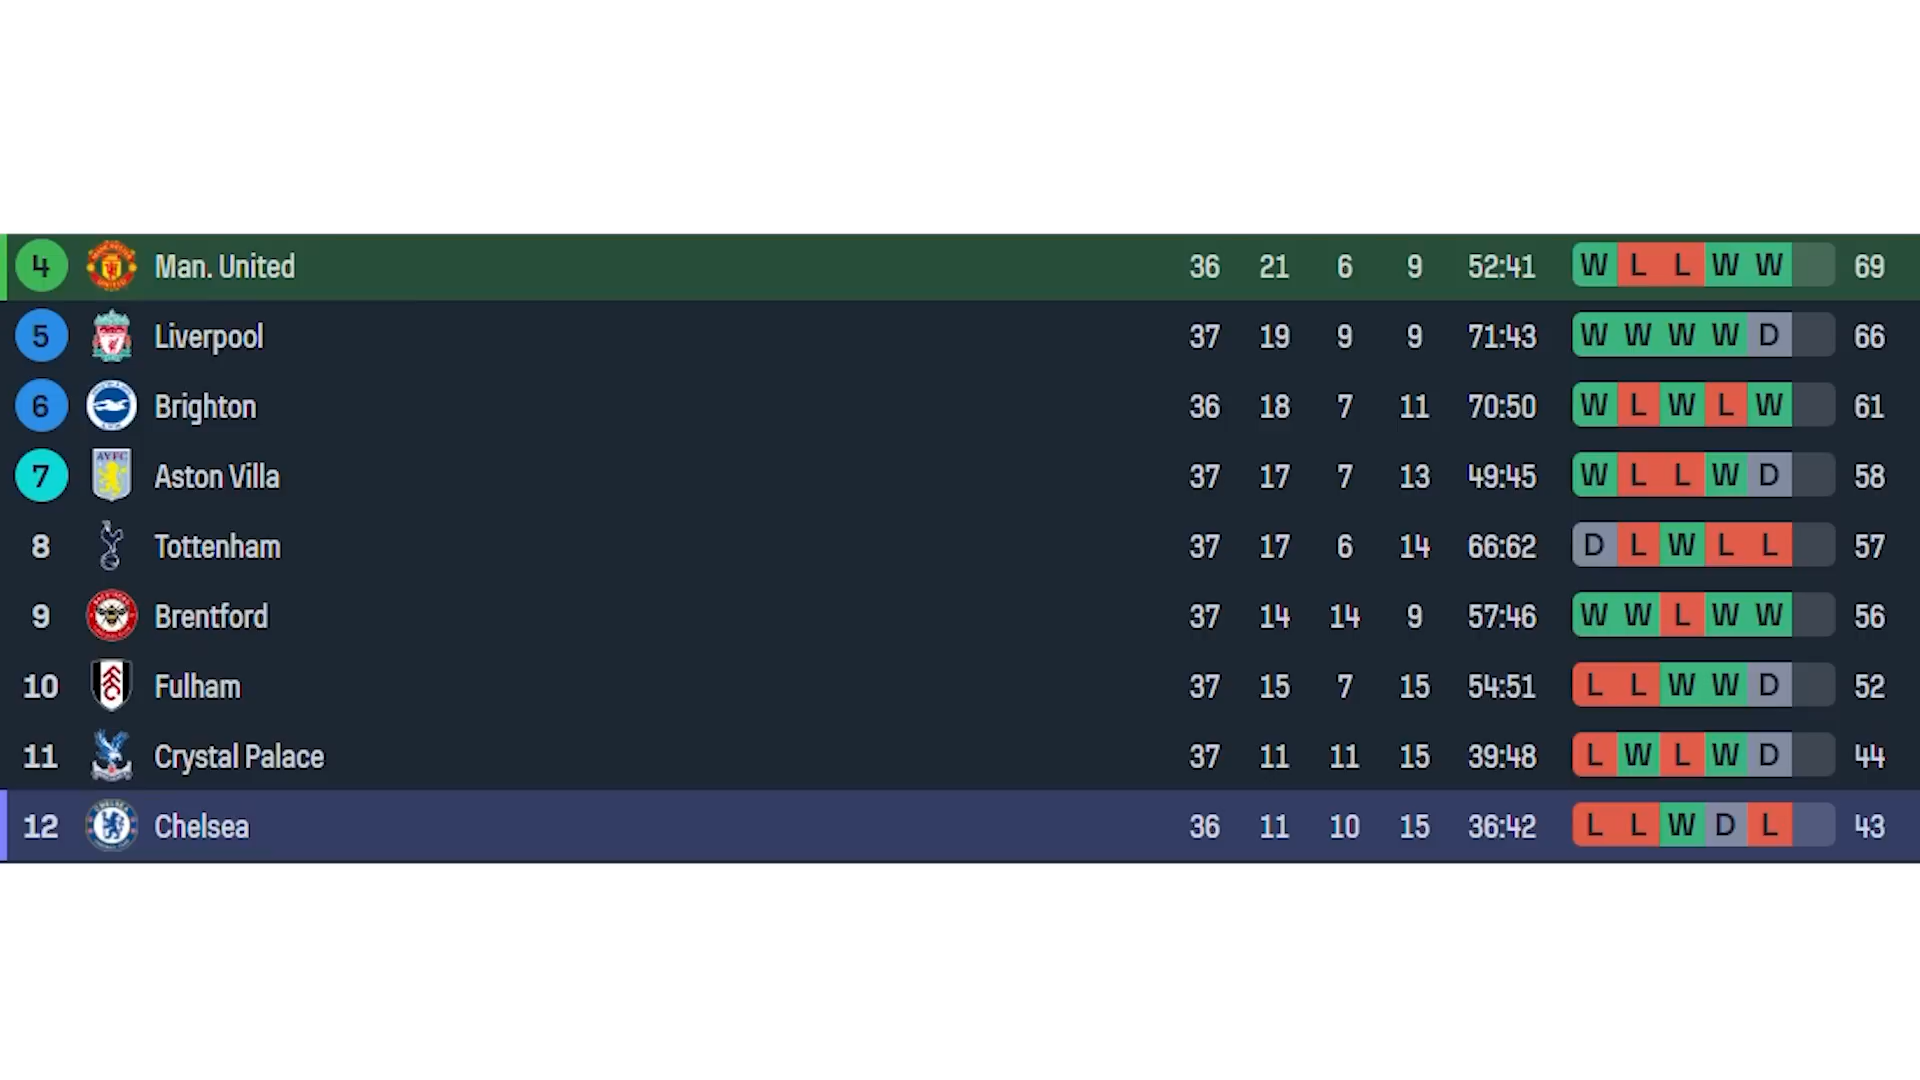 4 Man. United 36 21 6 9 52:41 W L L W W 69
5 Liverpool 37 19 9 9 71:43 W W W W D 66
6 Brighton 36 18 7 11 70:50 W L W L W 61
7 AVFC Aston Villa 37 17 7 13 49:45 W L L W D 58
8 Tottenham 37 17 6 14 66:62 D L W L L 57
9 Brentford 37 14 14 9 57:46 W W L W W 56
10 Fulham 37 15 7 15 54:51 L L W W D 52
11 Crystal Palace 37 11 11 15 39:48 L W L W D 44
12 Chelsea 36 11 10 15 36:42 L L W D L 43